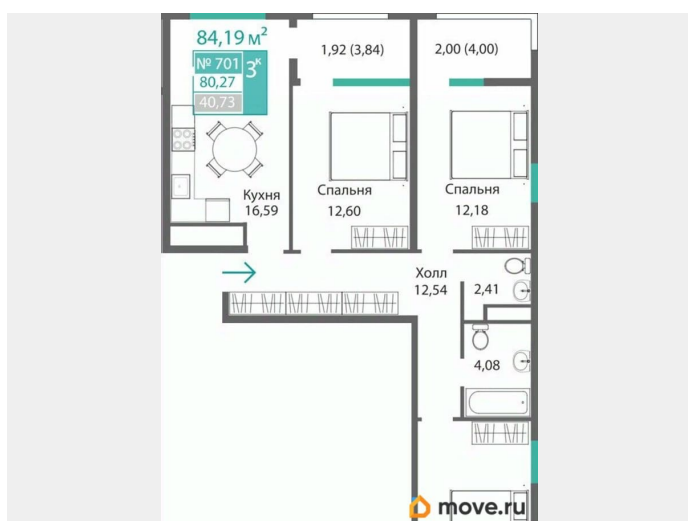 84,19 м²
№ 701
3к
80,27
40,73
1,92 (3,84)
2,00 (4,00)
Кухня
16,59
Спальня
12,60
Спальня
12,18
Холл
12,54
2,41
4,08
move.ru